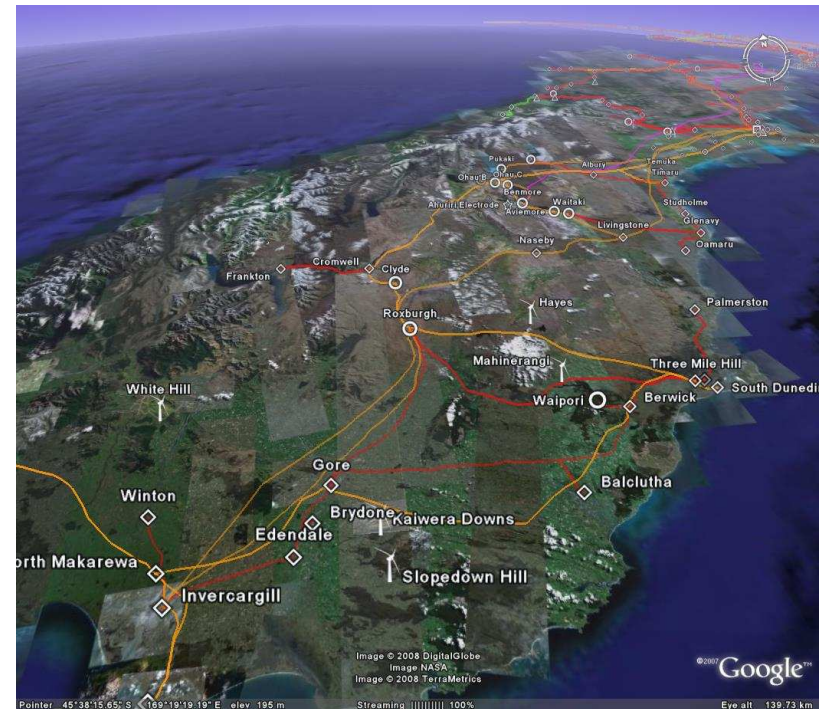 N
Pukaki
Ohau B
Ohau C
Albury
Temuka
Timaru
Benmore
Ahuriri Electrode
Aviemore
Waitaki
Studholme
Glenavy
Livingstone
Oamaru
Naseby
Cromwell
Frankton
Clyde
Roxburgh
Hayes
Palmerston
Mahinerangi
Three Mile Hill
White Hill
South Dunedi
Waipori
Berwick
Gore
Balclutha
Winton
Brydone
Kaiwera Downs
Edendale
orth Makarewa
Slopedown Hill
Invercargill
Image © 2008 DigitalGlobe
Image NASA
Image © 2008 TerraMetrics
©2007 Google™
Pointer 45°38'15.65" S 169°19'19.19" E elev 195 m Streaming |||||||||| 100% Eye alt 139.73 km